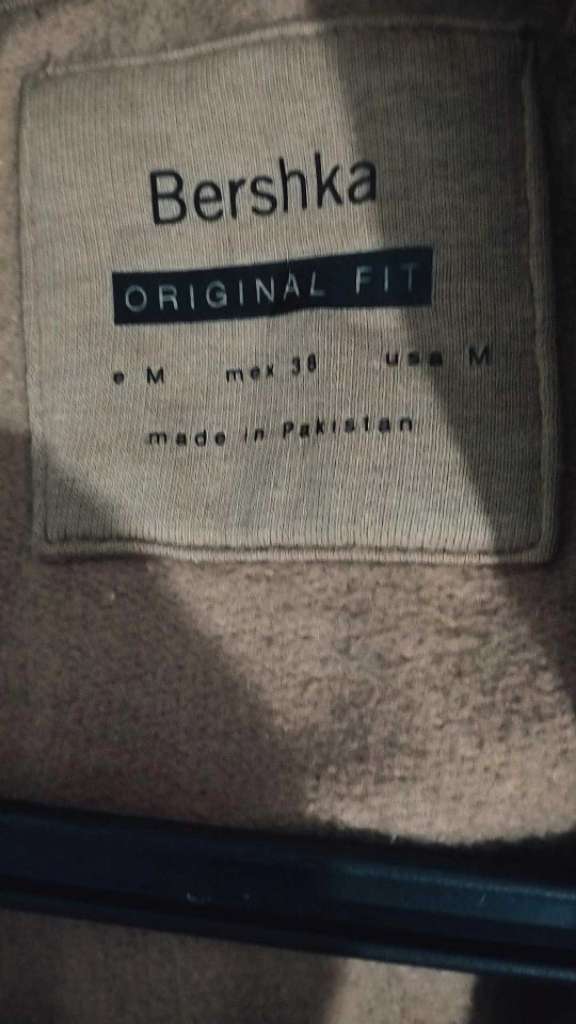 Bershka
ORIGINAL FIT
e M mex 38 usa M
made in Pakistan